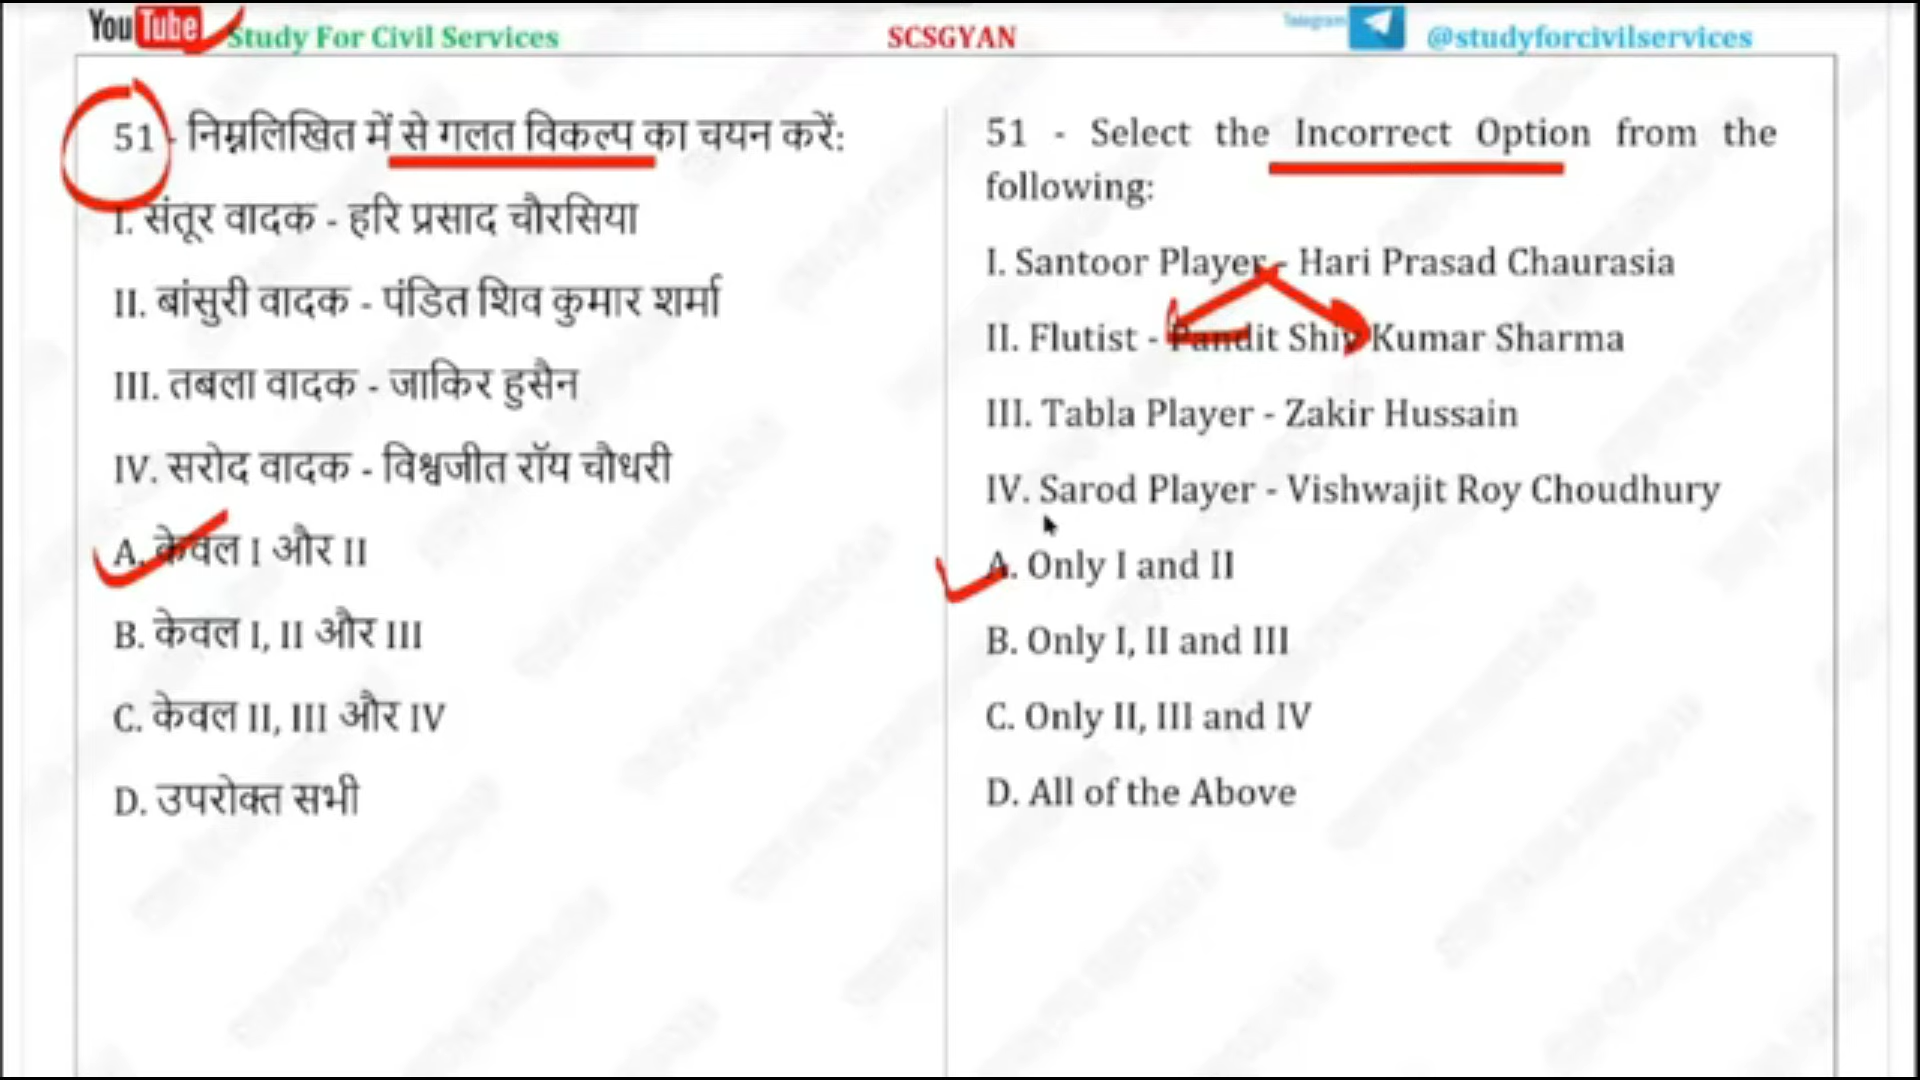 YouTube Study For Civil Services SCSGYAN Telegram @studyforcivilservices
51 - निम्नलिखित में से गलत विकल्प का चयन करें:
I. संतूर वादक - हरि प्रसाद चौरसिया
II. बांसुरी वादक - पंडित शिव कुमार शर्मा
III. तबला वादक - जाकिर हुसैन
IV. सरोद वादक - विश्वजीत रॉय चौधरी
A. केवल I और II
B. केवल I, II और III
C. केवल II, III और IV
D. उपरोक्त सभी
51 - Select the Incorrect Option from the
following:
I. Santoor Player - Hari Prasad Chaurasia
II. Flutist - Pandit Shiv Kumar Sharma
III. Tabla Player - Zakir Hussain
IV. Sarod Player - Vishwajit Roy Choudhury
A. Only I and II
B. Only I, II and III
C. Only II, III and IV
D. All of the Above